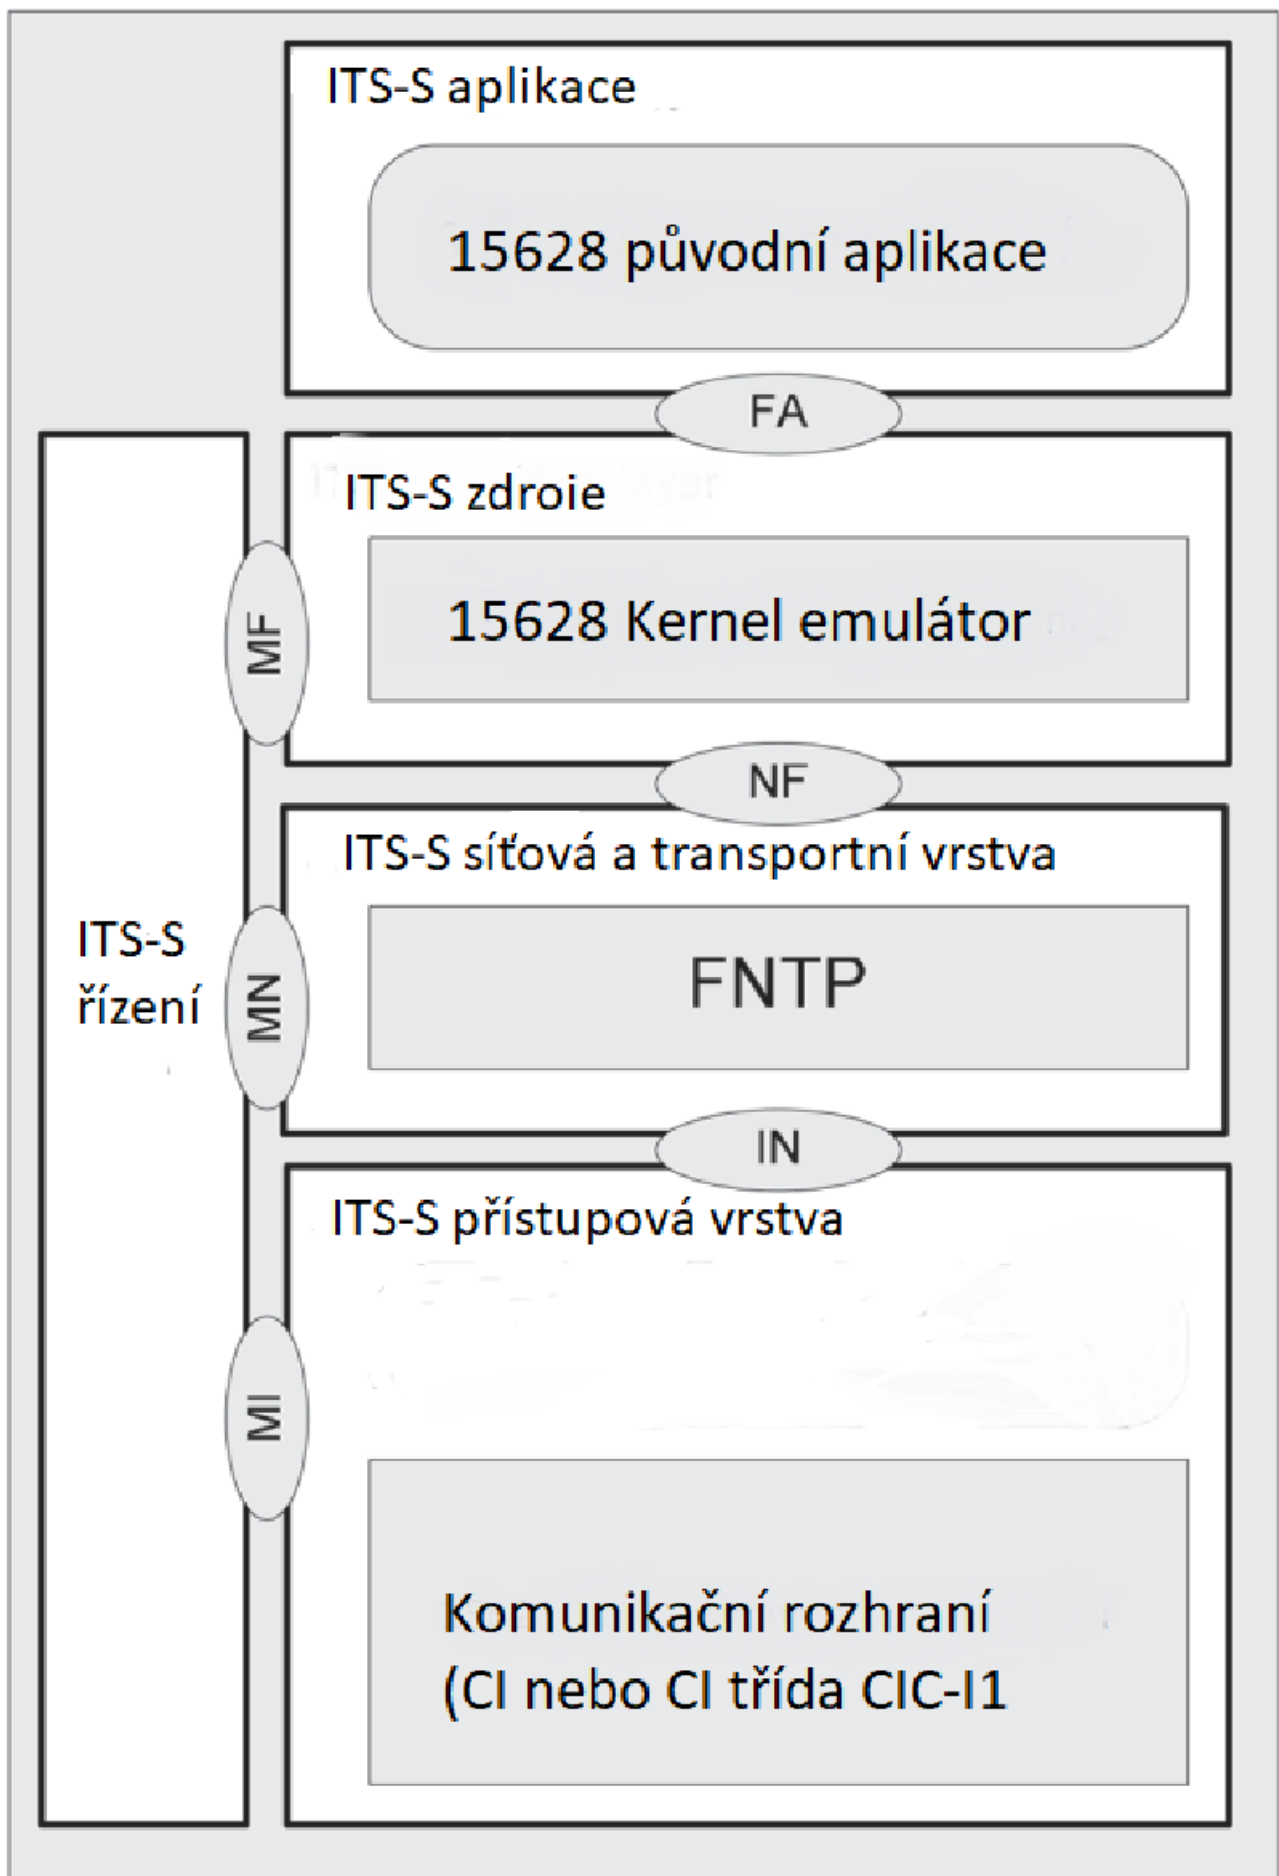 ITS-S aplikace
15628 původní aplikace
FA
ITS-S zdroie
layer
15628 Kernel emulátor
MF
NF
ITS-S síťová a transportní vrstva
FNTP
ITS-S
řízení
MN
IN
ITS-S přístupová vrstva
MI
Komunikační rozhraní
(CI nebo CI třída CIC-I1